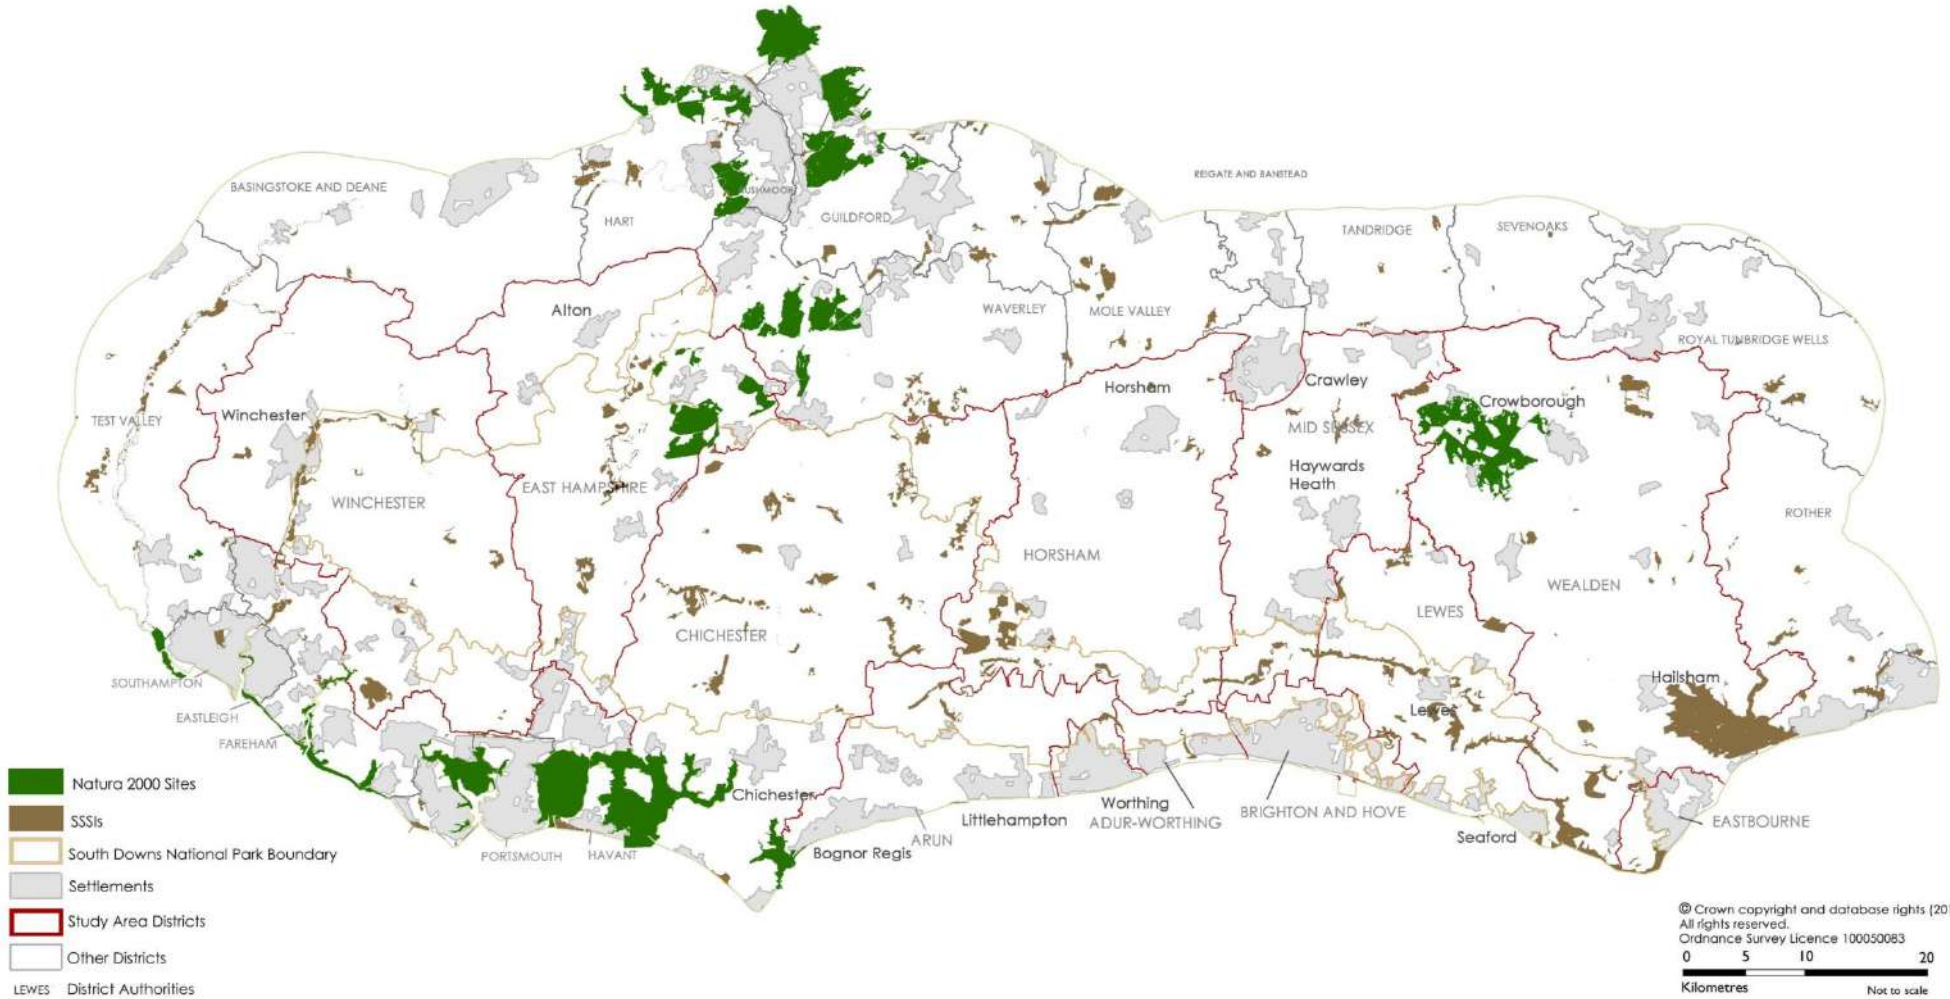 BASINGSTOKE AND DEANE
REIGATE AND BANSTEAD
HART
RUSHMOOR
GUILDFORD
TANDRIDGE
SEVENOAKS
Alton
WAVERLEY
MOLE VALLEY
ROYAL TUNBRIDGE WELLS
Horsham
Crawley
Crowborough
TEST VALLEY
Winchester
MID SUSSEX
Haywards
Heath
WINCHESTER
EAST HAMPSHIRE
ROTHER
HORSHAM
WEALDEN
CHICHESTER
LEWES
SOUTHAMPTON
Hailsham
EASTLEIGH
Lewes
FAREHAM
Chichester
Worthing
ADUR-WORTHING
BRIGHTON AND HOVE
Littlehampton
EASTBOURNE
Seaford
ARUN
Bognor Regis
PORTSMOUTH
HAVANT
Natura 2000 Sites
SSSIs
South Downs National Park Boundary
Settlements
Study Area Districts
Other Districts
LEWES District Authorities
© Crown copyright and database rights (20
All rights reserved.
Ordnance Survey Licence 100050083
0 5 10 20
Kilometres Not to scale